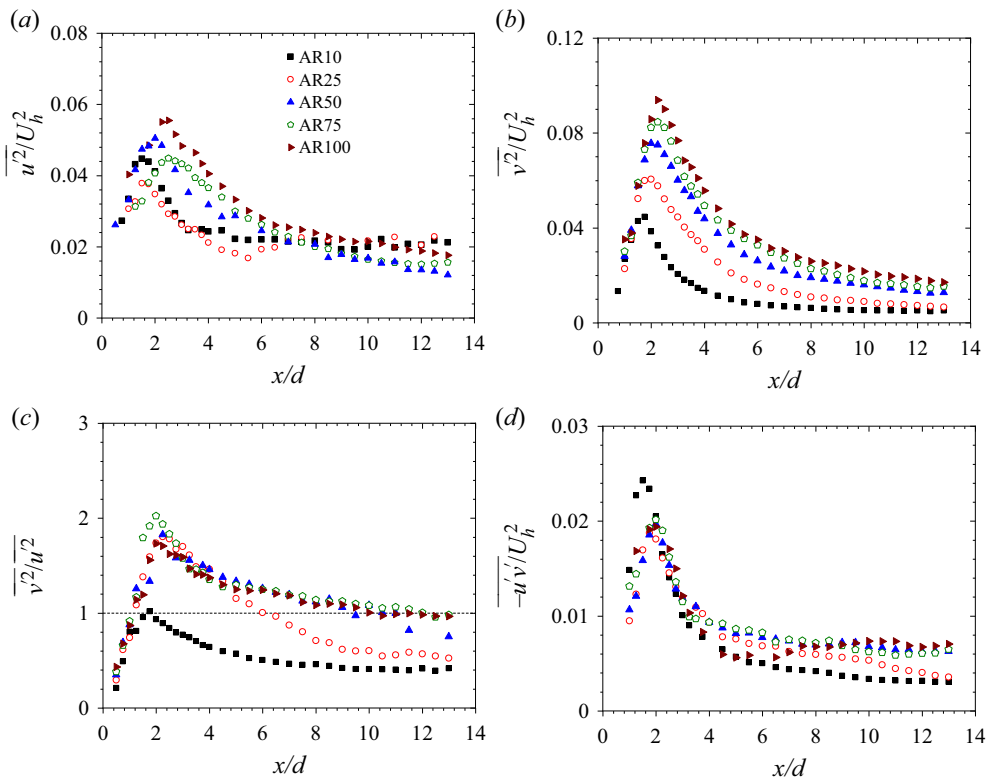 (a)
0.08
0.06
0.04
0.02
0
u′²/U_h²
AR10
AR25
AR50
AR75
AR100
0 2 4 6 8 10 12 14
x/d
(b)
0.12
0.08
0.04
0
v′²/U_h²
0 2 4 6 8 10 12 14
x/d
(c)
3
2
1
0
v′²/u′²
0 2 4 6 8 10 12 14
x/d
(d)
0.03
0.02
0.01
0
−u′v′/U_h²
0 2 4 6 8 10 12 14
x/d